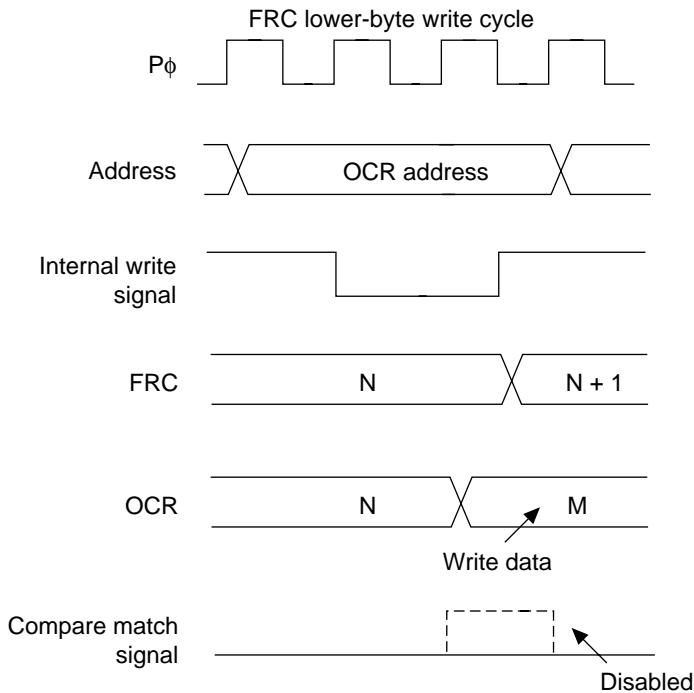 FRC lower-byte write cycle
Pϕ
Address
OCR address
Internal write
signal
FRC
N
N + 1
OCR
N
M
Write data
Compare match
signal
Disabled